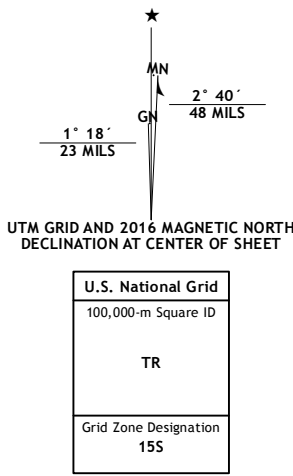 ★
MN
GN
2° 40´
48 MILS
1° 18´
23 MILS
UTM GRID AND 2016 MAGNETIC NORTH
DECLINATION AT CENTER OF SHEET
U.S. National Grid
100,000-m Square ID
TR
Grid Zone Designation
15S